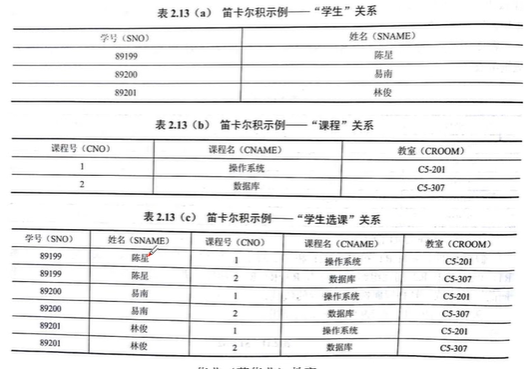 表 2.13（a） 笛卡尔积示例——“学生”关系
学号（SNO） 姓名（SNAME）
89199 陈星
89200 易南
89201 林俊
表 2.13（b） 笛卡尔积示例——“课程”关系
课程号（CNO） 课程名（CNAME） 教室（CROOM）
1 操作系统 C5-201
2 数据库 C5-307
表 2.13（c） 笛卡尔积示例——“学生选课”关系
学号（SNO） 姓名（SNAME） 课程号（CNO） 课程名（CNAME） 教室（CROOM）
89199 陈星 1 操作系统 C5-201
89199 陈星 2 数据库 C5-307
89200 易南 1 操作系统 C5-201
89200 易南 2 数据库 C5-307
89201 林俊 1 操作系统 C5-201
89201 林俊 2 数据库 C5-307